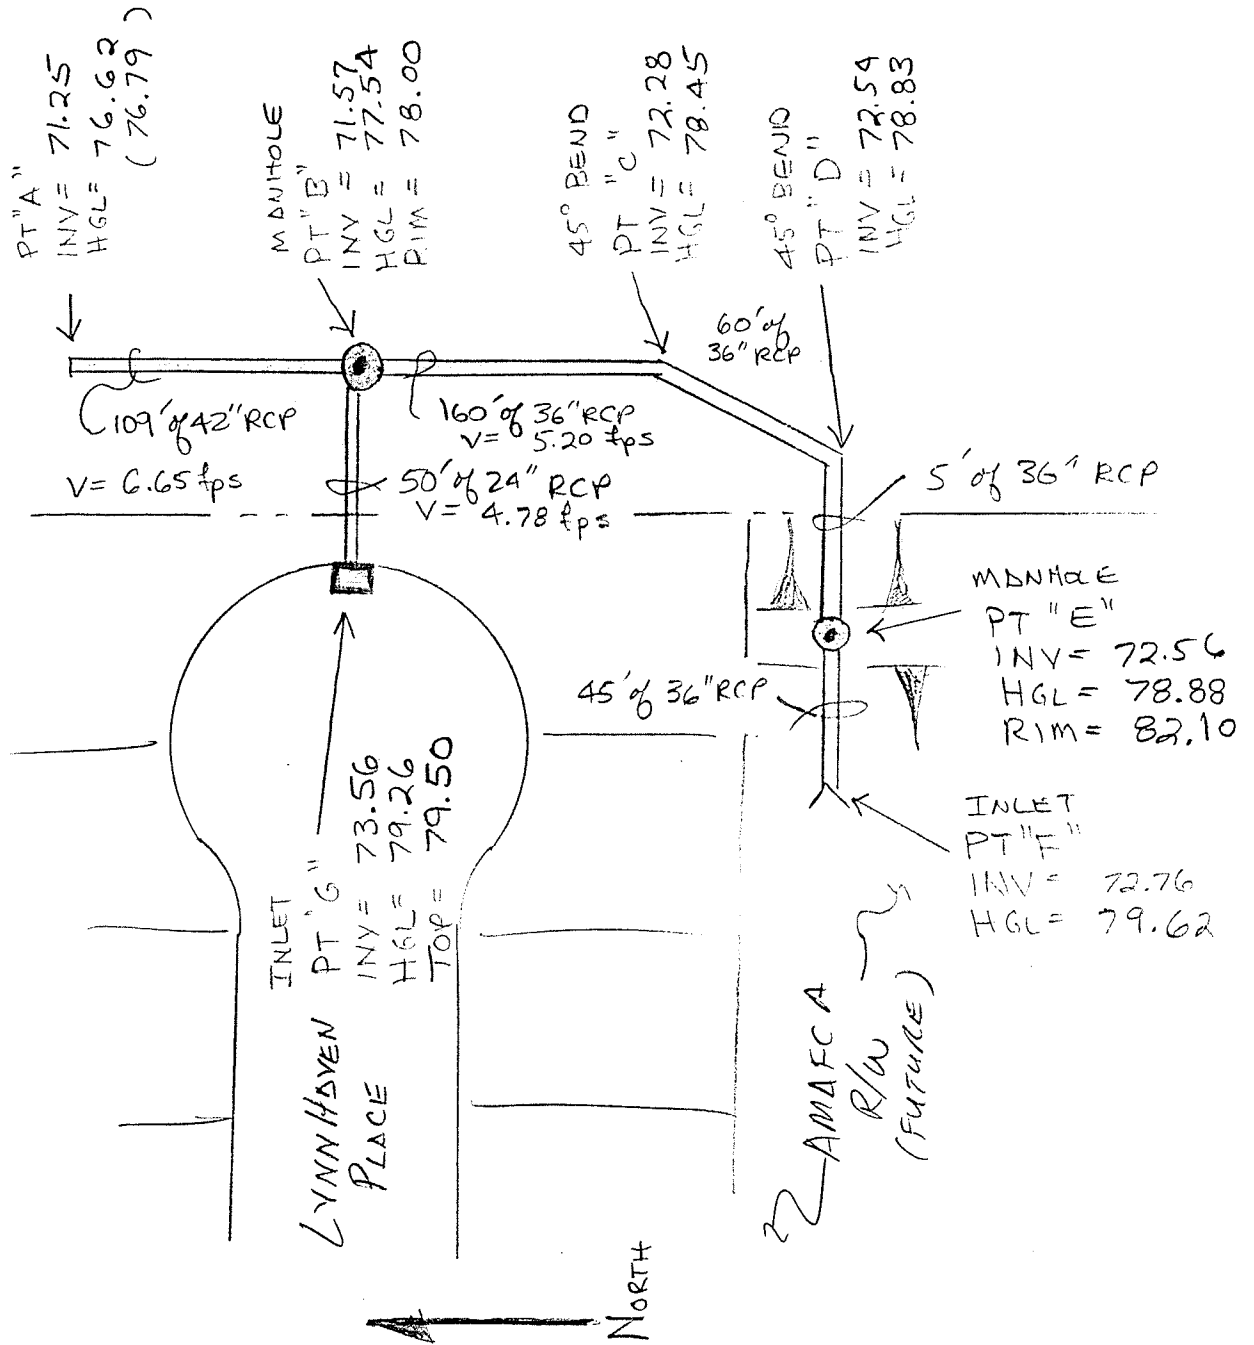 PT "A"
INV = 71.25
HGL = 76.62
(76.79)
MANHOLE
PT "B"
INV = 71.57
HGL = 77.54
RIM = 78.00
45° BEND
PT "C"
INV = 72.28
HGL = 78.45
45° BEND
PT "D"
INV = 72.54
HGL = 78.83
60' of
36" RCP
109' of 42" RCP
V= 6.65 fps
160' of 36" RCP
V= 5.20 fps
50' of 24" RCP
V= 4.78 fps
5' of 36" RCP
MANHOLE
PT "E"
INV= 72.56
HGL= 78.88
RIM= 82.10
45' of 36" RCP
INLET
PT "F"
INV= 72.76
HGL= 79.62
INLET
PT "G"
INV= 73.56
HGL= 79.26
TOP= 79.50
LYNNHAVEN
PLACE
AMAFCA
R/W
(FUTURE)
NORTH